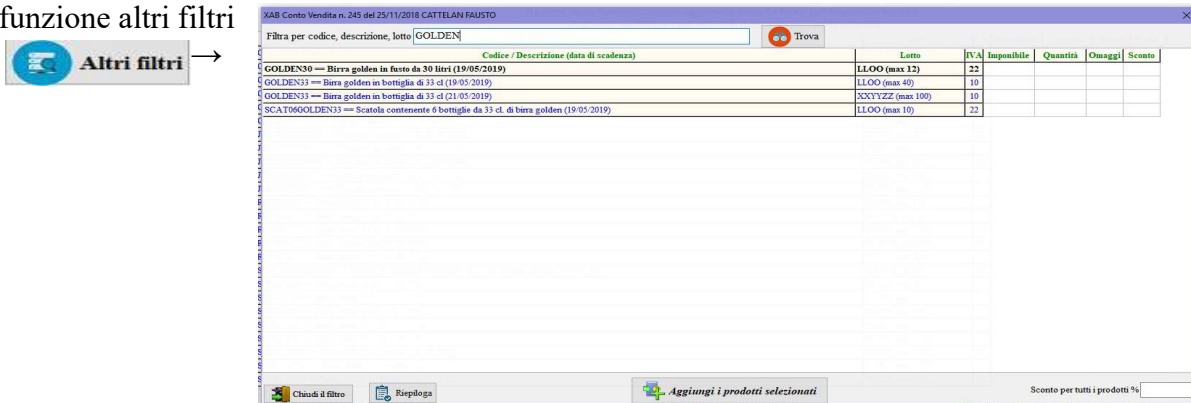 funzione altri filtri
Altri filtri →
XAB Conto Vendita n. 245 del 25/11/2018 CATTELAN FAUSTO
Filtra per codice, descrizione, lotto GOLDEN Trova
Codice / Descrizione (data di scadenza) Lotto IVA Imponibile Quantità Omaggi Sconto
GOLDEN30 == Birra golden in fusto da 30 litri (19/05/2019) LLOO (max 12) 22
GOLDEN33 == Birra golden in bottiglia di 33 cl (19/05/2019) LLOO (max 40) 10
GOLDEN33 == Birra golden in bottiglia di 33 cl (21/05/2019) XXYYZZ (max 100) 10
SCAT06GOLDEN33 == Scatola contenente 6 bottiglie da 33 cl. di birra golden (19/05/2019) LLOO (max 10) 22
Chiudi il filtro Riepiloga Aggiungi i prodotti selezionati Sconto per tutti i prodotti %